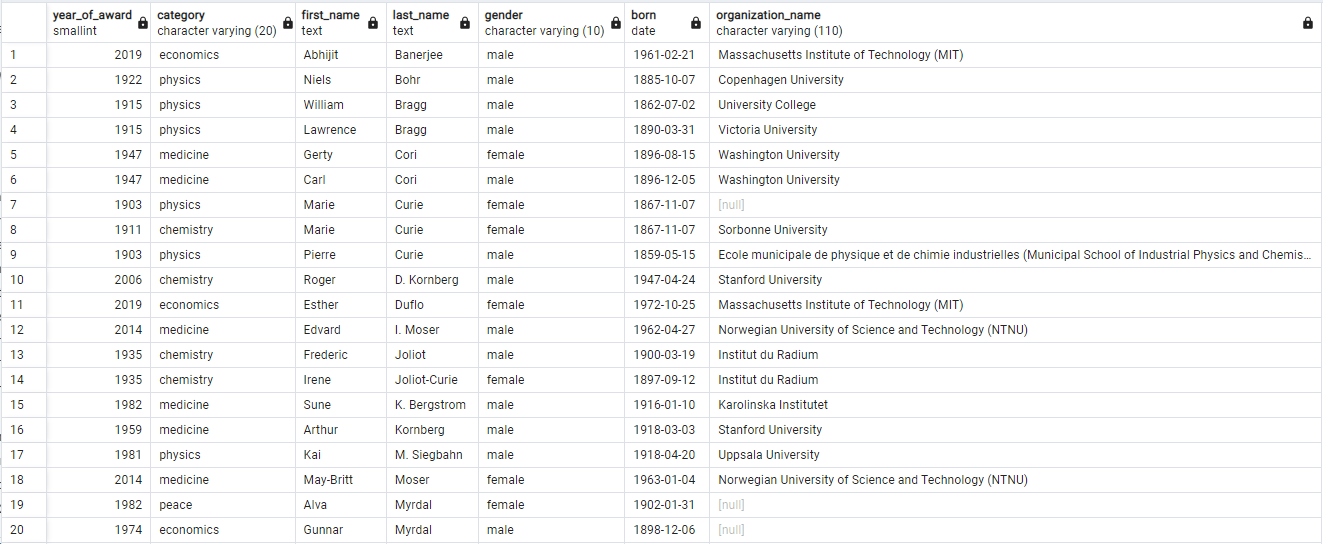 year_of_award category first_name last_name gender born organization_name
smallint character varying (20) text text character varying (10) date character varying (110)
1 2019 economics Abhijit Banerjee male 1961-02-21 Massachusetts Institute of Technology (MIT)
2 1922 physics Niels Bohr male 1885-10-07 Copenhagen University
3 1915 physics William Bragg male 1862-07-02 University College
4 1915 physics Lawrence Bragg male 1890-03-31 Victoria University
5 1947 medicine Gerty Cori female 1896-08-15 Washington University
6 1947 medicine Carl Cori male 1896-12-05 Washington University
7 1903 physics Marie Curie female 1867-11-07 [null]
8 1911 chemistry Marie Curie female 1867-11-07 Sorbonne University
9 1903 physics Pierre Curie male 1859-05-15 Ecole municipale de physique et de chimie industrielles (Municipal School of Industrial Physics and Chemis...
10 2006 chemistry Roger D. Kornberg male 1947-04-24 Stanford University
11 2019 economics Esther Duflo female 1972-10-25 Massachusetts Institute of Technology (MIT)
12 2014 medicine Edvard I. Moser male 1962-04-27 Norwegian University of Science and Technology (NTNU)
13 1935 chemistry Frederic Joliot male 1900-03-19 Institut du Radium
14 1935 chemistry Irene Joliot-Curie female 1897-09-12 Institut du Radium
15 1982 medicine Sune K. Bergstrom male 1916-01-10 Karolinska Institutet
16 1959 medicine Arthur Kornberg male 1918-03-03 Stanford University
17 1981 physics Kai M. Siegbahn male 1918-04-20 Uppsala University
18 2014 medicine May-Britt Moser female 1963-01-04 Norwegian University of Science and Technology (NTNU)
19 1982 peace Alva Myrdal female 1902-01-31 [null]
20 1974 economics Gunnar Myrdal male 1898-12-06 [null]